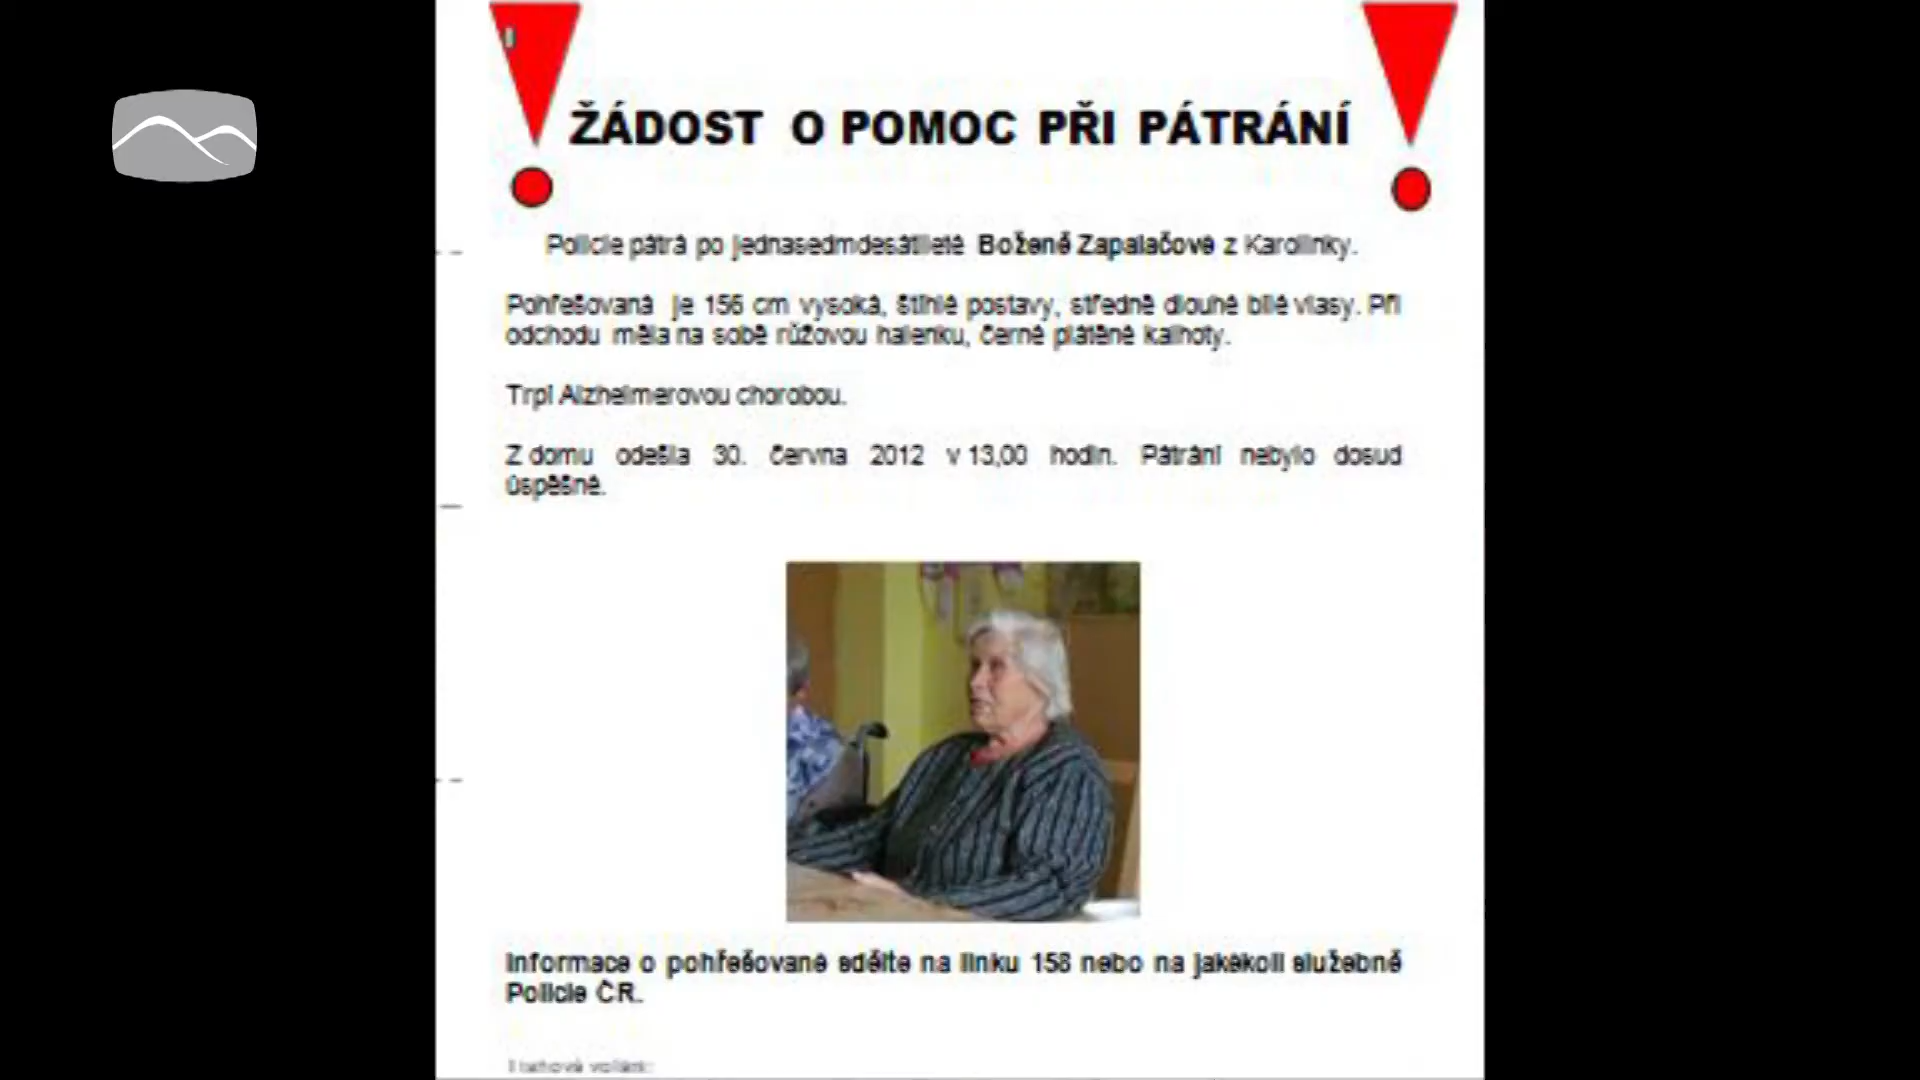 ŽÁDOST O POMOC PŘI PÁTRÁNÍ
Policie pátrá po jednasedmdesátileté Boženě Zapalačové z Karolinky.
Pohřešovaná je 156 cm vysoká, štíhlé postavy, středně dlouhé bílé vlasy. Při
odchodu měla na sobě růžovou halenku, černé plátěné kalhoty.
Trpí Alzheimerovou chorobou.
Z domu odešla 30. června 2012 v 13,00 hodin. Pátrání nebylo dosud
úspěšné.
Informace o pohřešované sdělte na linku 158 nebo na jakékoli služebně
Policie ČR.